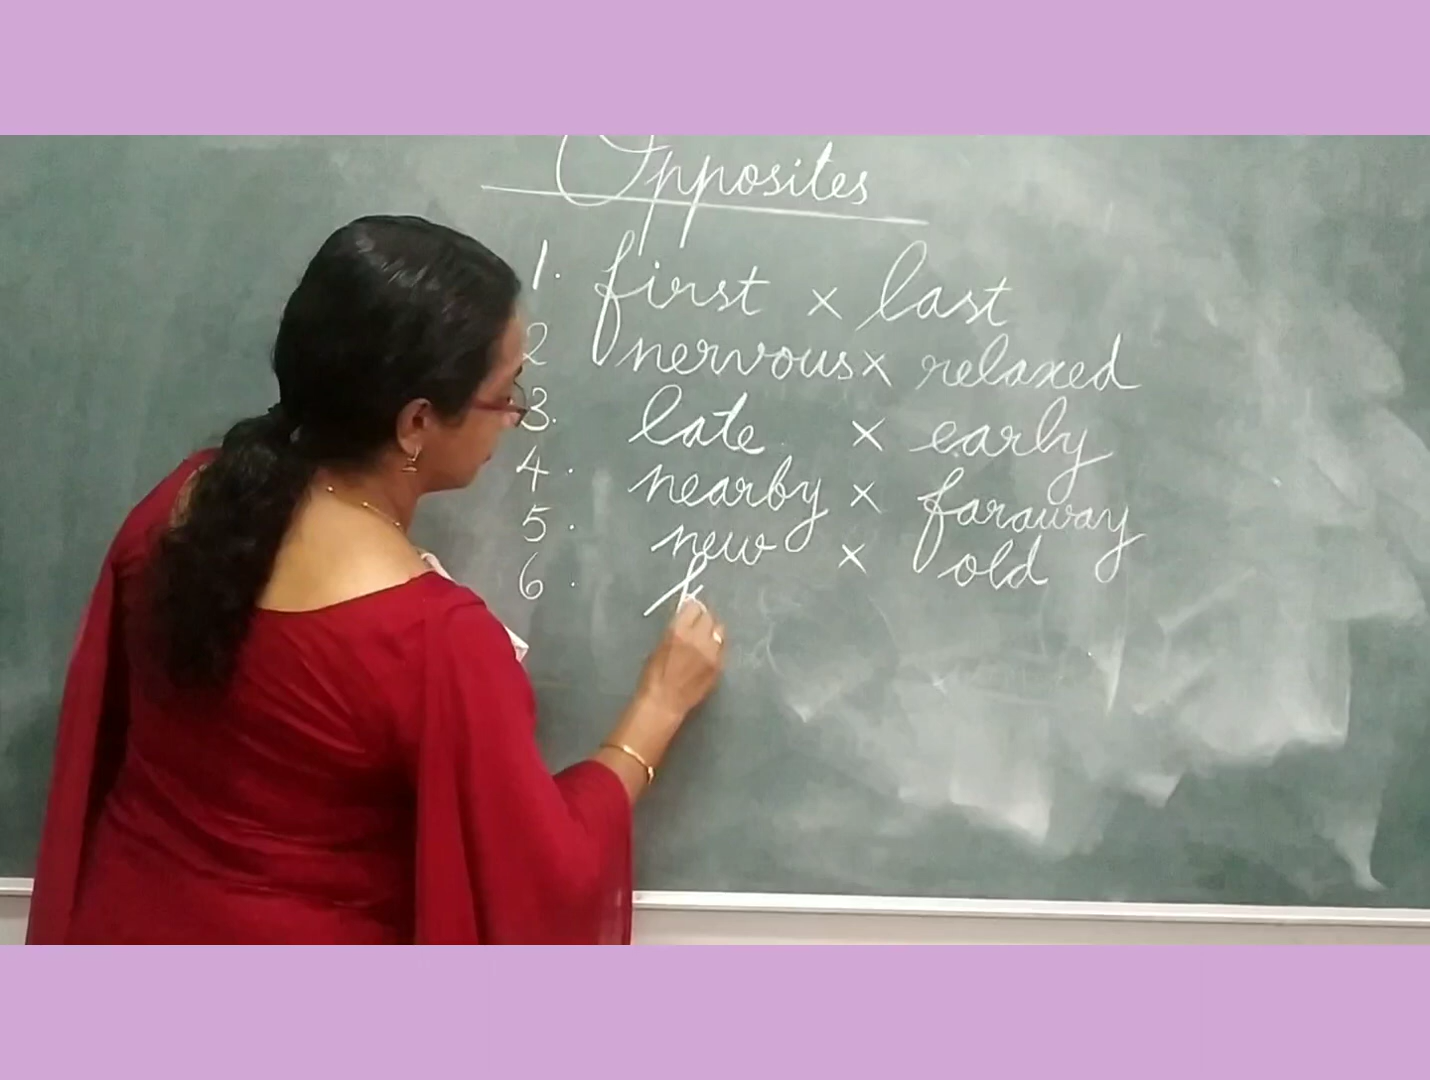 Opposites
1. first x last
2 nervous x relaxed
3. late x early
4. nearby x faraway
5. new x old
6.